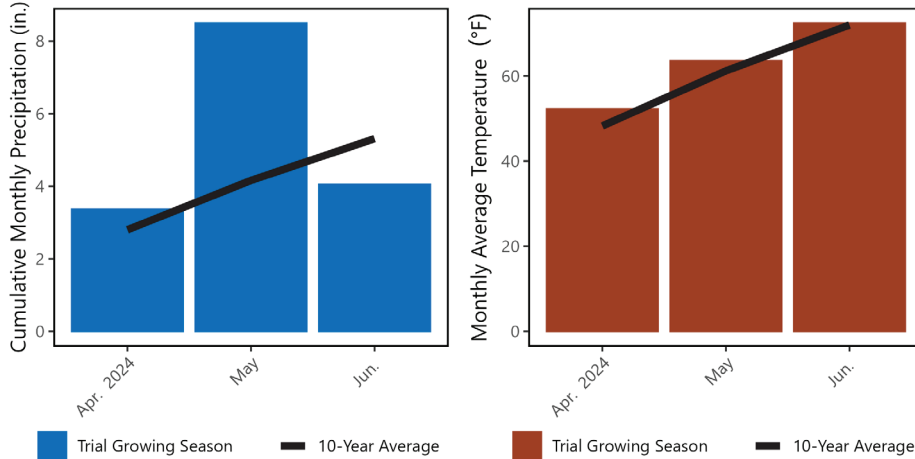 Cumulative Monthly Precipitation (in.)
8
6
4
2
0
Apr.  2024
May
Jun.
Trial Growing Season
10-Year Average
Monthly Average Temperature  (°F)
60
40
20
0
Apr.  2024
May
Jun.
Trial Growing Season
10-Year Average